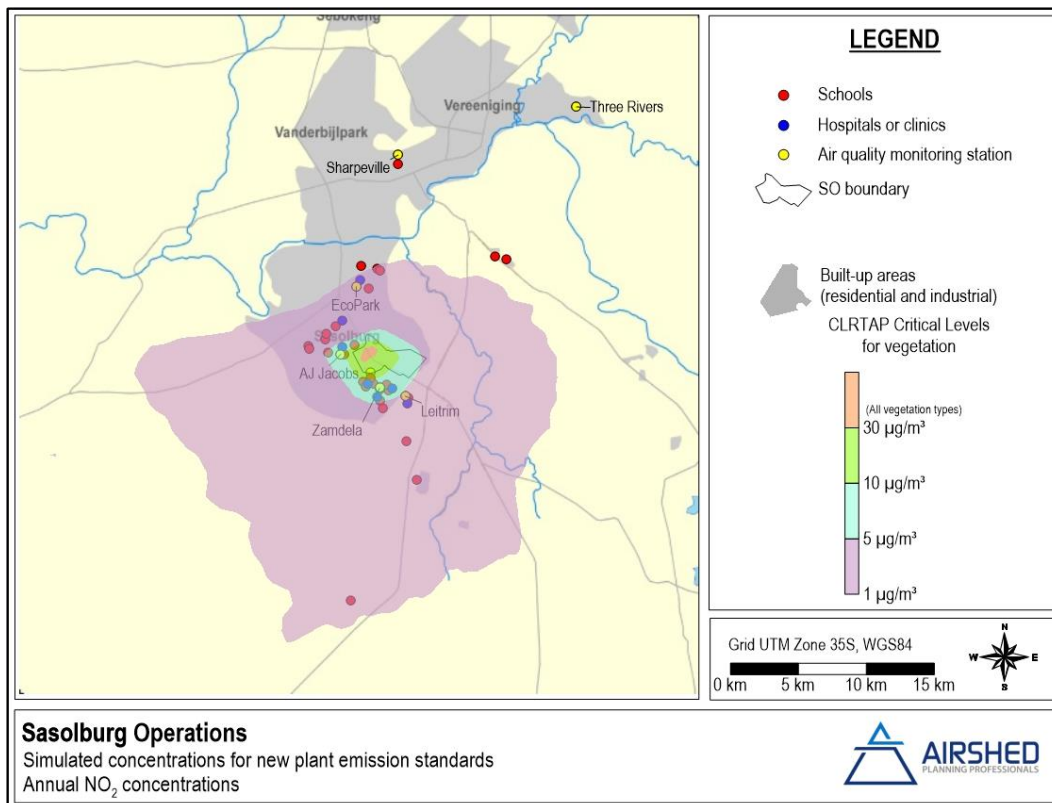 Sebokeng
Vereeniging
Three Rivers
Vanderbijlpark
Sharpeville
EcoPark
Sasolburg
AJ Jacobs
Leitrim
Zamdela
LEGEND
Schools
Hospitals or clinics
Air quality monitoring station
SO boundary
Built-up areas
(residential and industrial)
CLRTAP Critical Levels
for vegetation
(All vegetation types)
30 µg/m³
10 µg/m³
5 µg/m³
1 µg/m³
Grid UTM Zone 35S, WGS84
N
W E
S
0 km 5 km 10 km 15 km
Sasolburg Operations
Simulated concentrations for new plant emission standards
Annual NO₂ concentrations
AIRSHED
PLANNING PROFESSIONALS